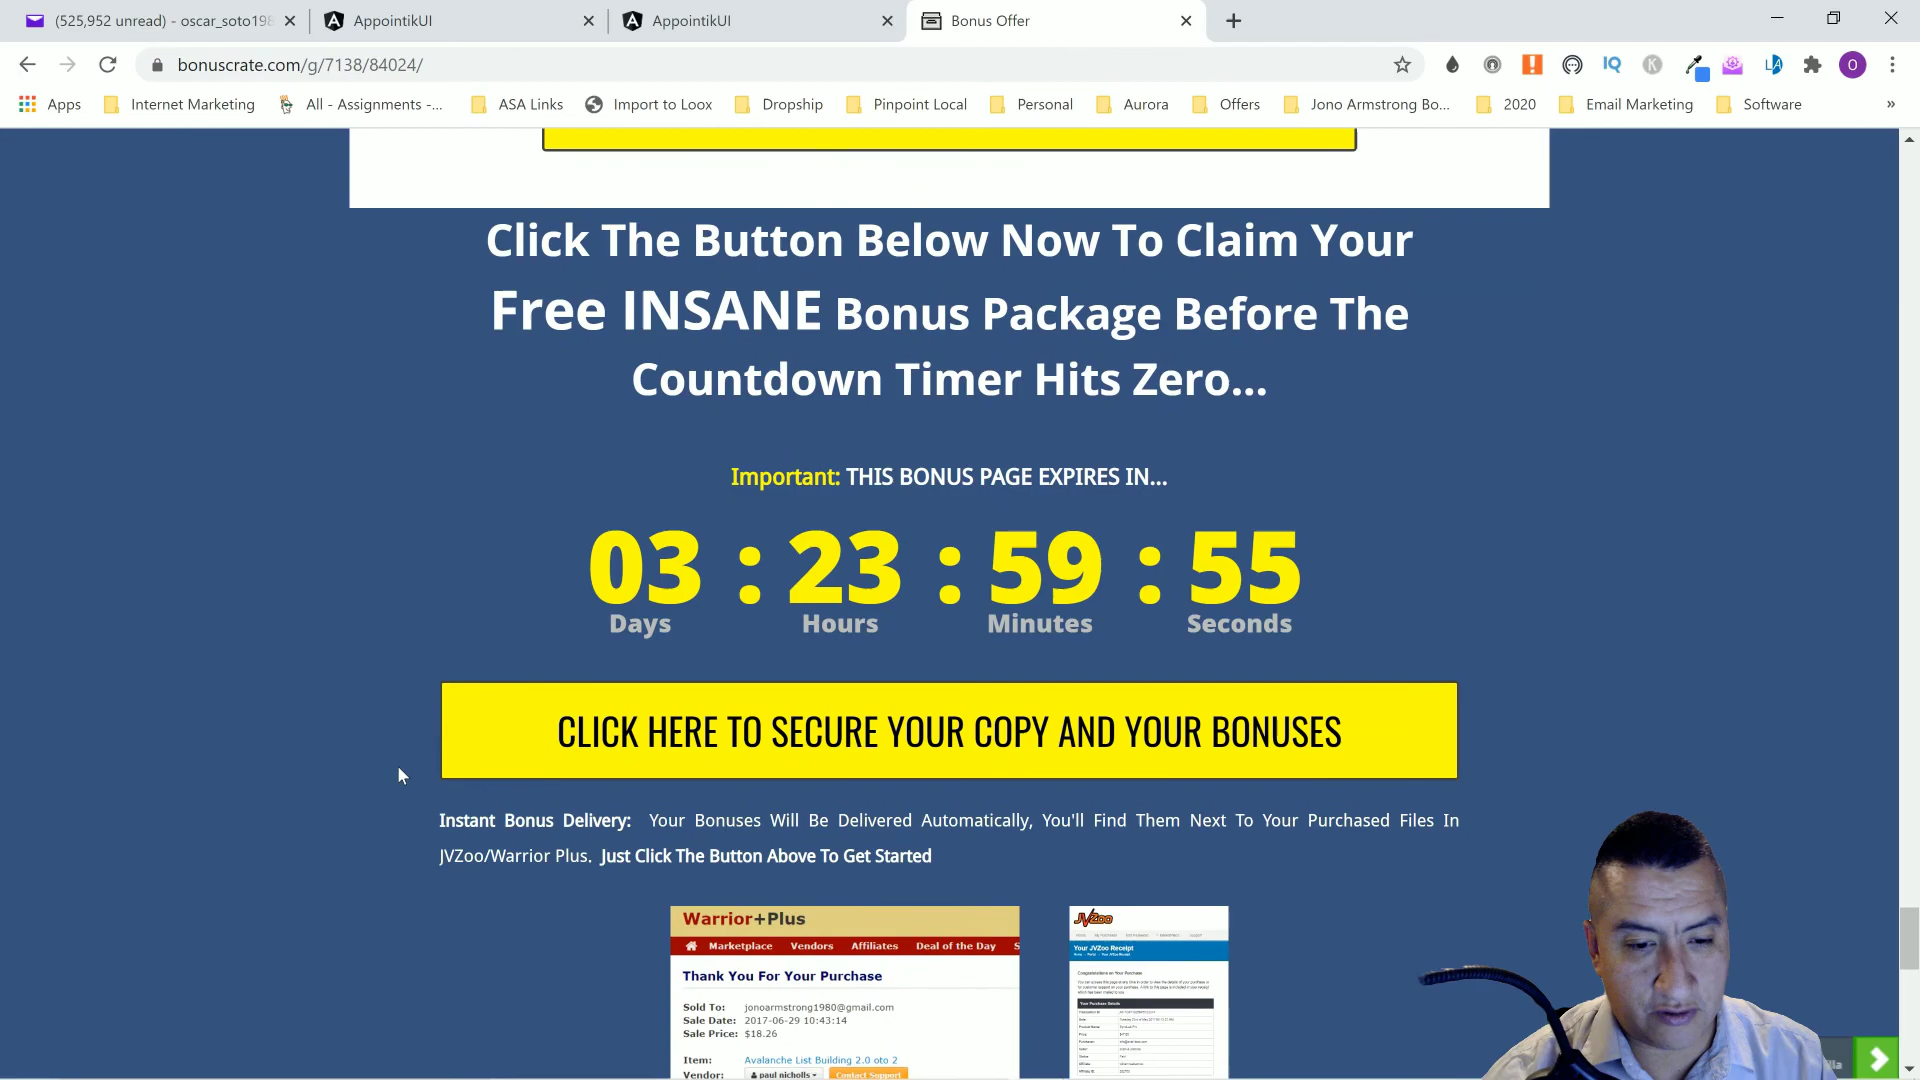 (525,952 unread) - oscar_soto198
AppointikUI
AppointikUI
Bonus Offer
bonuscrate.com/g/7138/84024/
Apps
Internet Marketing
All - Assignments -...
ASA Links
Import to Loox
Dropship
Pinpoint Local
Personal
Aurora
Offers
Jono Armstrong Bo...
2020
Email Marketing
Software
»
Click The Button Below Now To Claim Your
Free INSANE Bonus Package Before The
Countdown Timer Hits Zero...
Important: THIS BONUS PAGE EXPIRES IN...
03 : 23 : 59 : 55
Days Hours Minutes Seconds
CLICK HERE TO SECURE YOUR COPY AND YOUR BONUSES
Instant Bonus Delivery: Your Bonuses Will Be Delivered Automatically, You'll Find Them Next To Your Purchased Files In
JVZoo/Warrior Plus. Just Click The Button Above To Get Started
Warrior+Plus
Marketplace Vendors Affiliates Deal of the Day S
Thank You For Your Purchase
Sold To: jonoarmstrong1980@gmail.com
Sale Date: 2017-06-29 10:43:14
Sale Price: $18.26
Item: Avalanche List Building 2.0 oto 2
Vendor: paul nicholls Contact Support
JVZoo
Your JVZoo Receipt